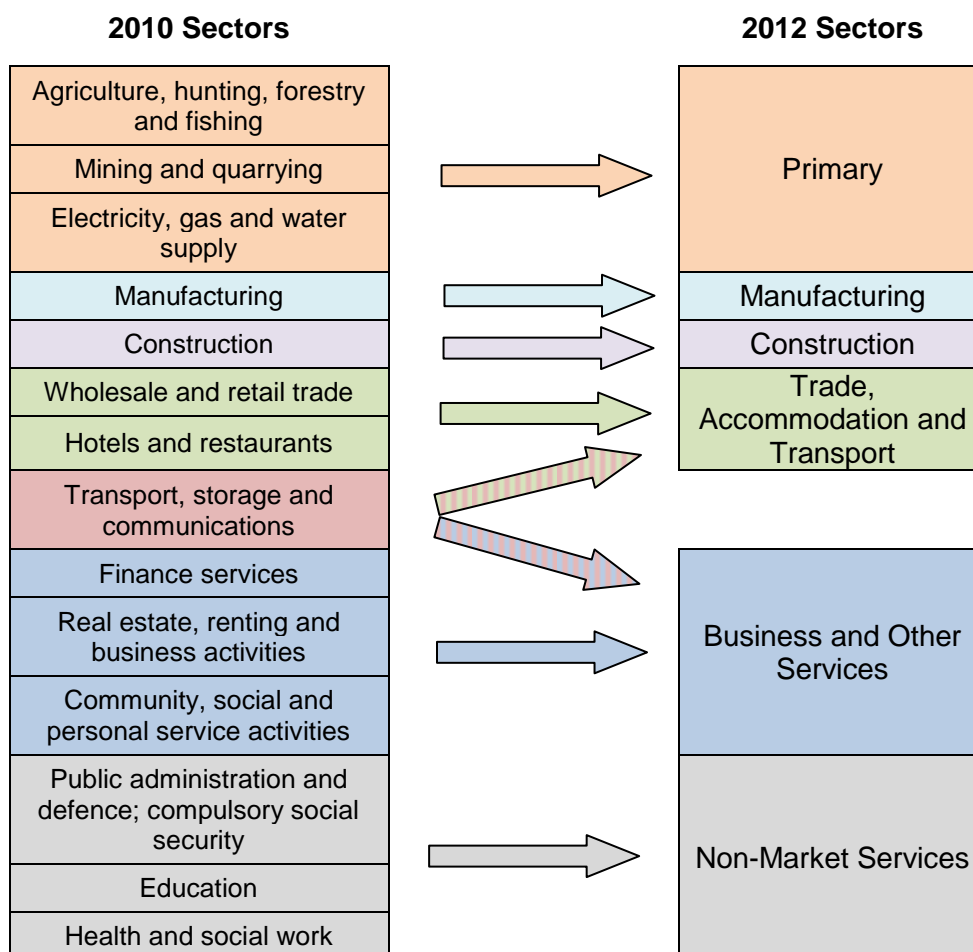 2010 Sectors
2012 Sectors
Agriculture, hunting, forestry
and fishing
Mining and quarrying
Electricity, gas and water
supply
Manufacturing
Construction
Wholesale and retail trade
Hotels and restaurants
Transport, storage and
communications
Finance services
Real estate, renting and
business activities
Community, social and
personal service activities
Public administration and
defence; compulsory social
security
Education
Health and social work
Primary
Manufacturing
Construction
Trade,
Accommodation and
Transport
Business and Other
Services
Non-Market Services